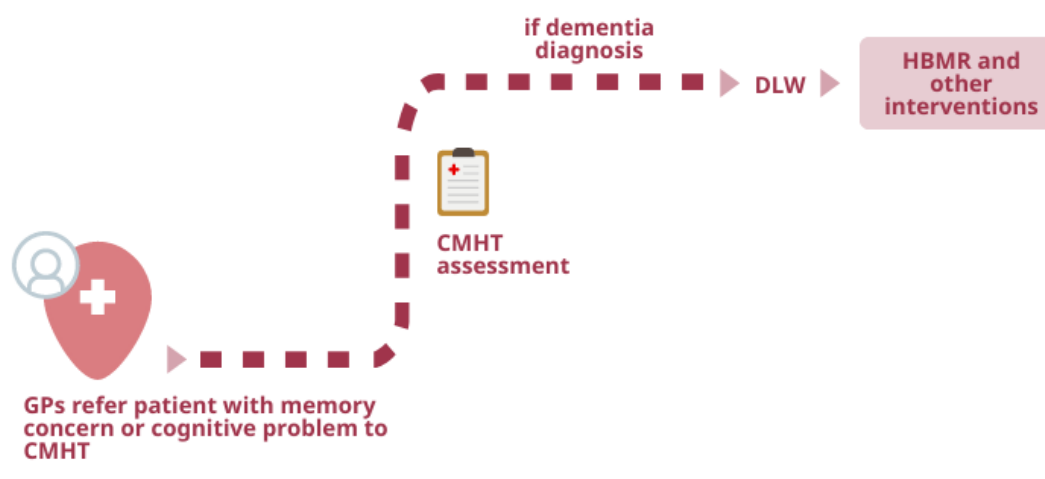 if dementia
diagnosis
DLW
HBMR and
other
interventions
CMHT
assessment
GPs refer patient with memory
concern or cognitive problem to
CMHT